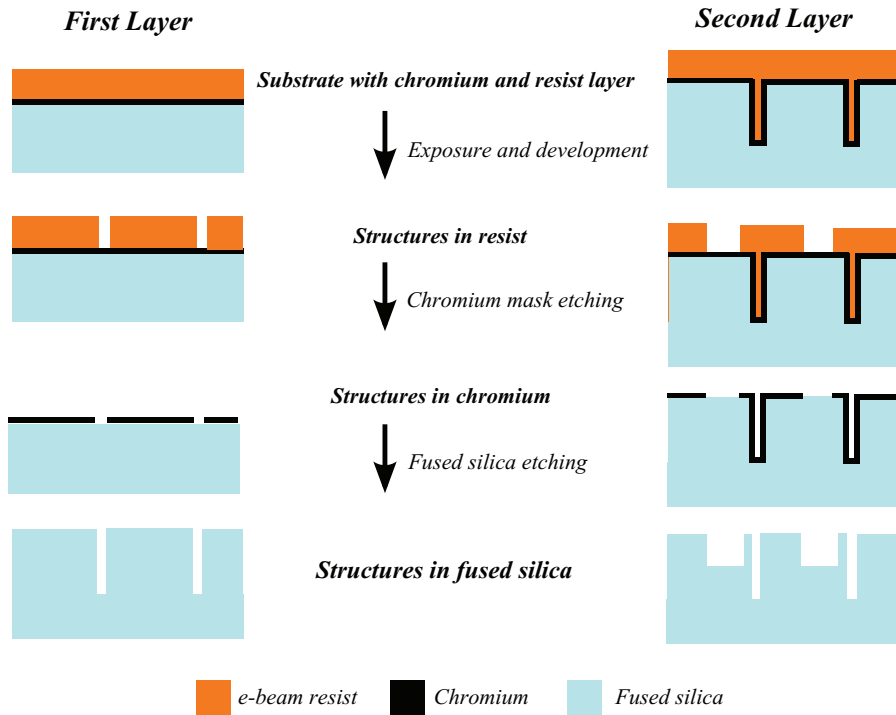 First Layer
Second Layer
Substrate with chromium and resist layer
Exposure and development
Structures in resist
Chromium mask etching
Structures in chromium
Fused silica etching
Structures in fused silica
e-beam resist
Chromium
Fused silica